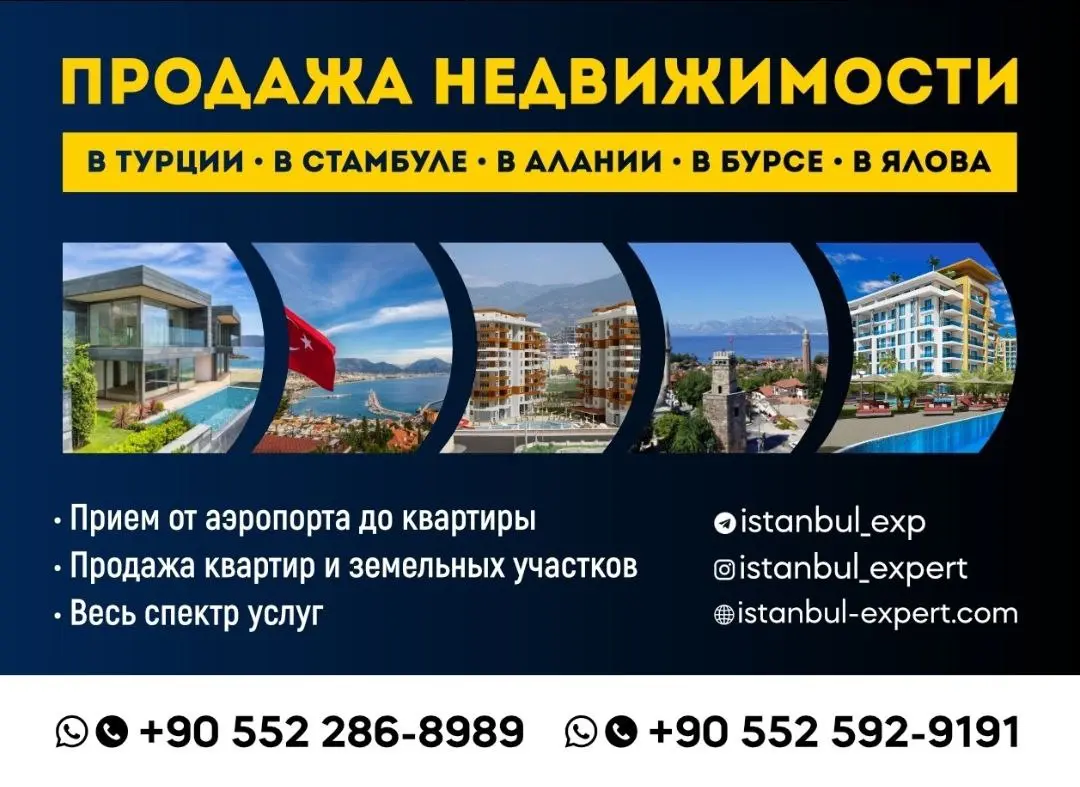 ПРОДАЖА НЕДВИЖИМОСТИ
В ТУРЦИИ • В СТАМБУЛЕ • В АЛАНИИ • В БУРСЕ • В ЯЛОВА
• Прием от аэропорта до квартиры
• Продажа квартир и земельных участков
• Весь спектр услуг
istanbul_exp
istanbul_expert
istanbul-expert.com
+90 552 286-8989
+90 552 592-9191